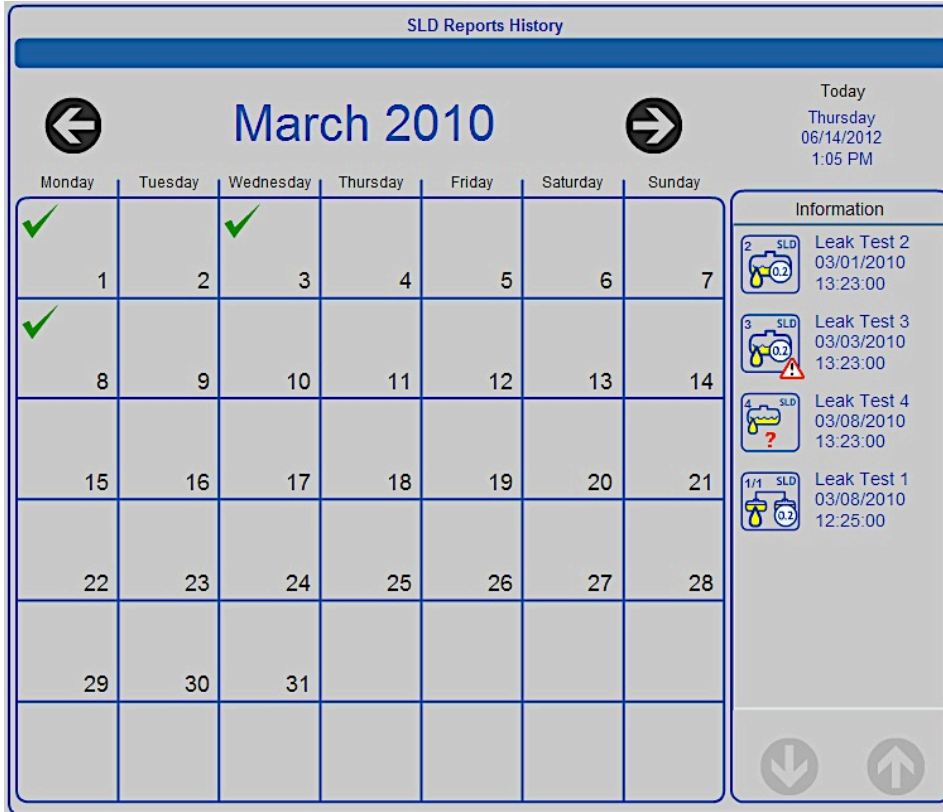 SLD Reports History
March 2010
Today
Thursday
06/14/2012
1:05 PM
Monday Tuesday Wednesday Thursday Friday Saturday Sunday
1 2 3 4 5 6 7
8 9 10 11 12 13 14
15 16 17 18 19 20 21
22 23 24 25 26 27 28
29 30 31
Information
2 SLD
0.2
Leak Test 2
03/01/2010
13:23:00
3 SLD
0.2
Leak Test 3
03/03/2010
13:23:00
4 SLD
?
Leak Test 4
03/08/2010
13:23:00
1/1 SLD
0.2
Leak Test 1
03/08/2010
12:25:00